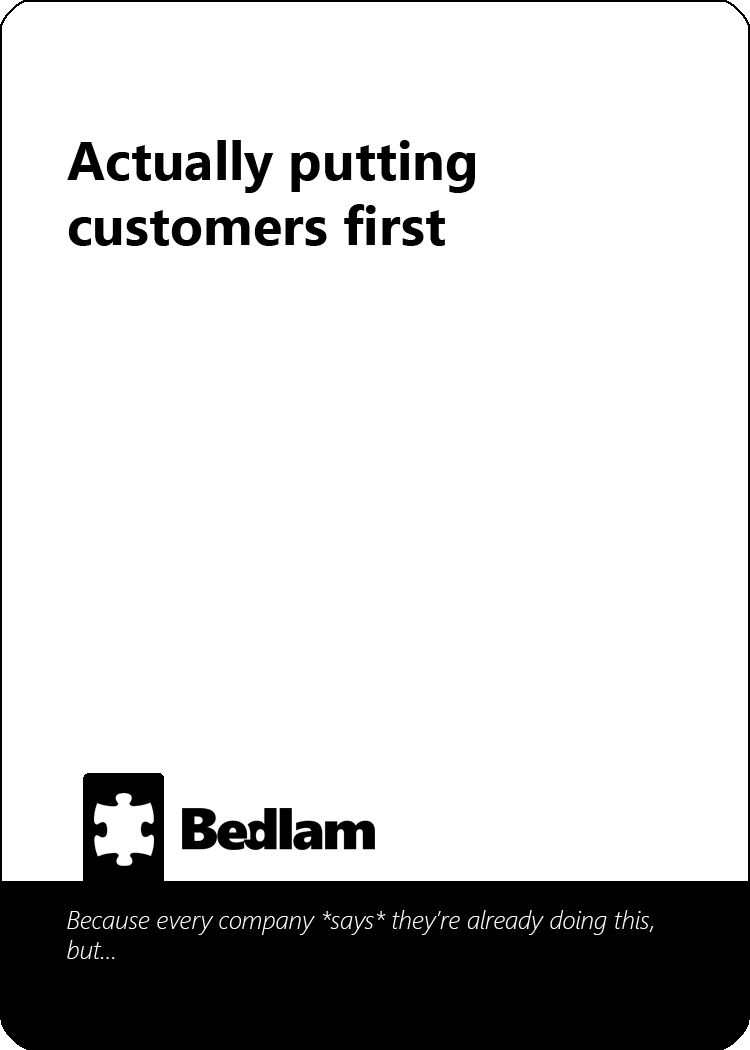 Actually putting
customers first
Bedlam
Because every company *says* they’re already doing this,
but...